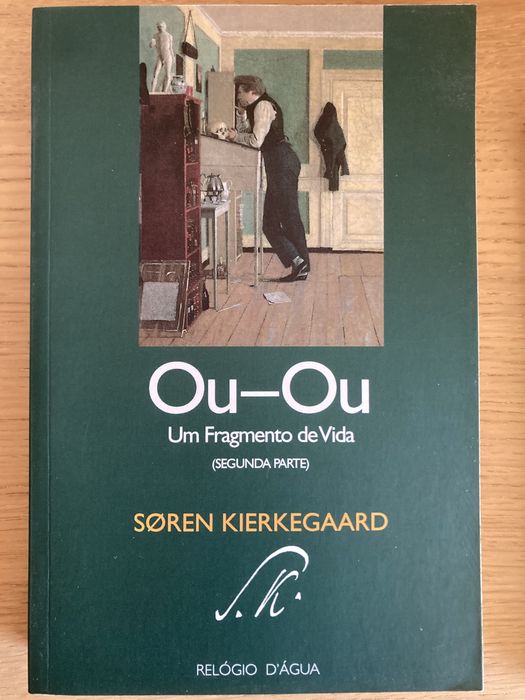 Ou—Ou
Um Fragmento de Vida
(SEGUNDA PARTE)
SØREN KIERKEGAARD
S. K.
RELÓGIO D'ÁGUA